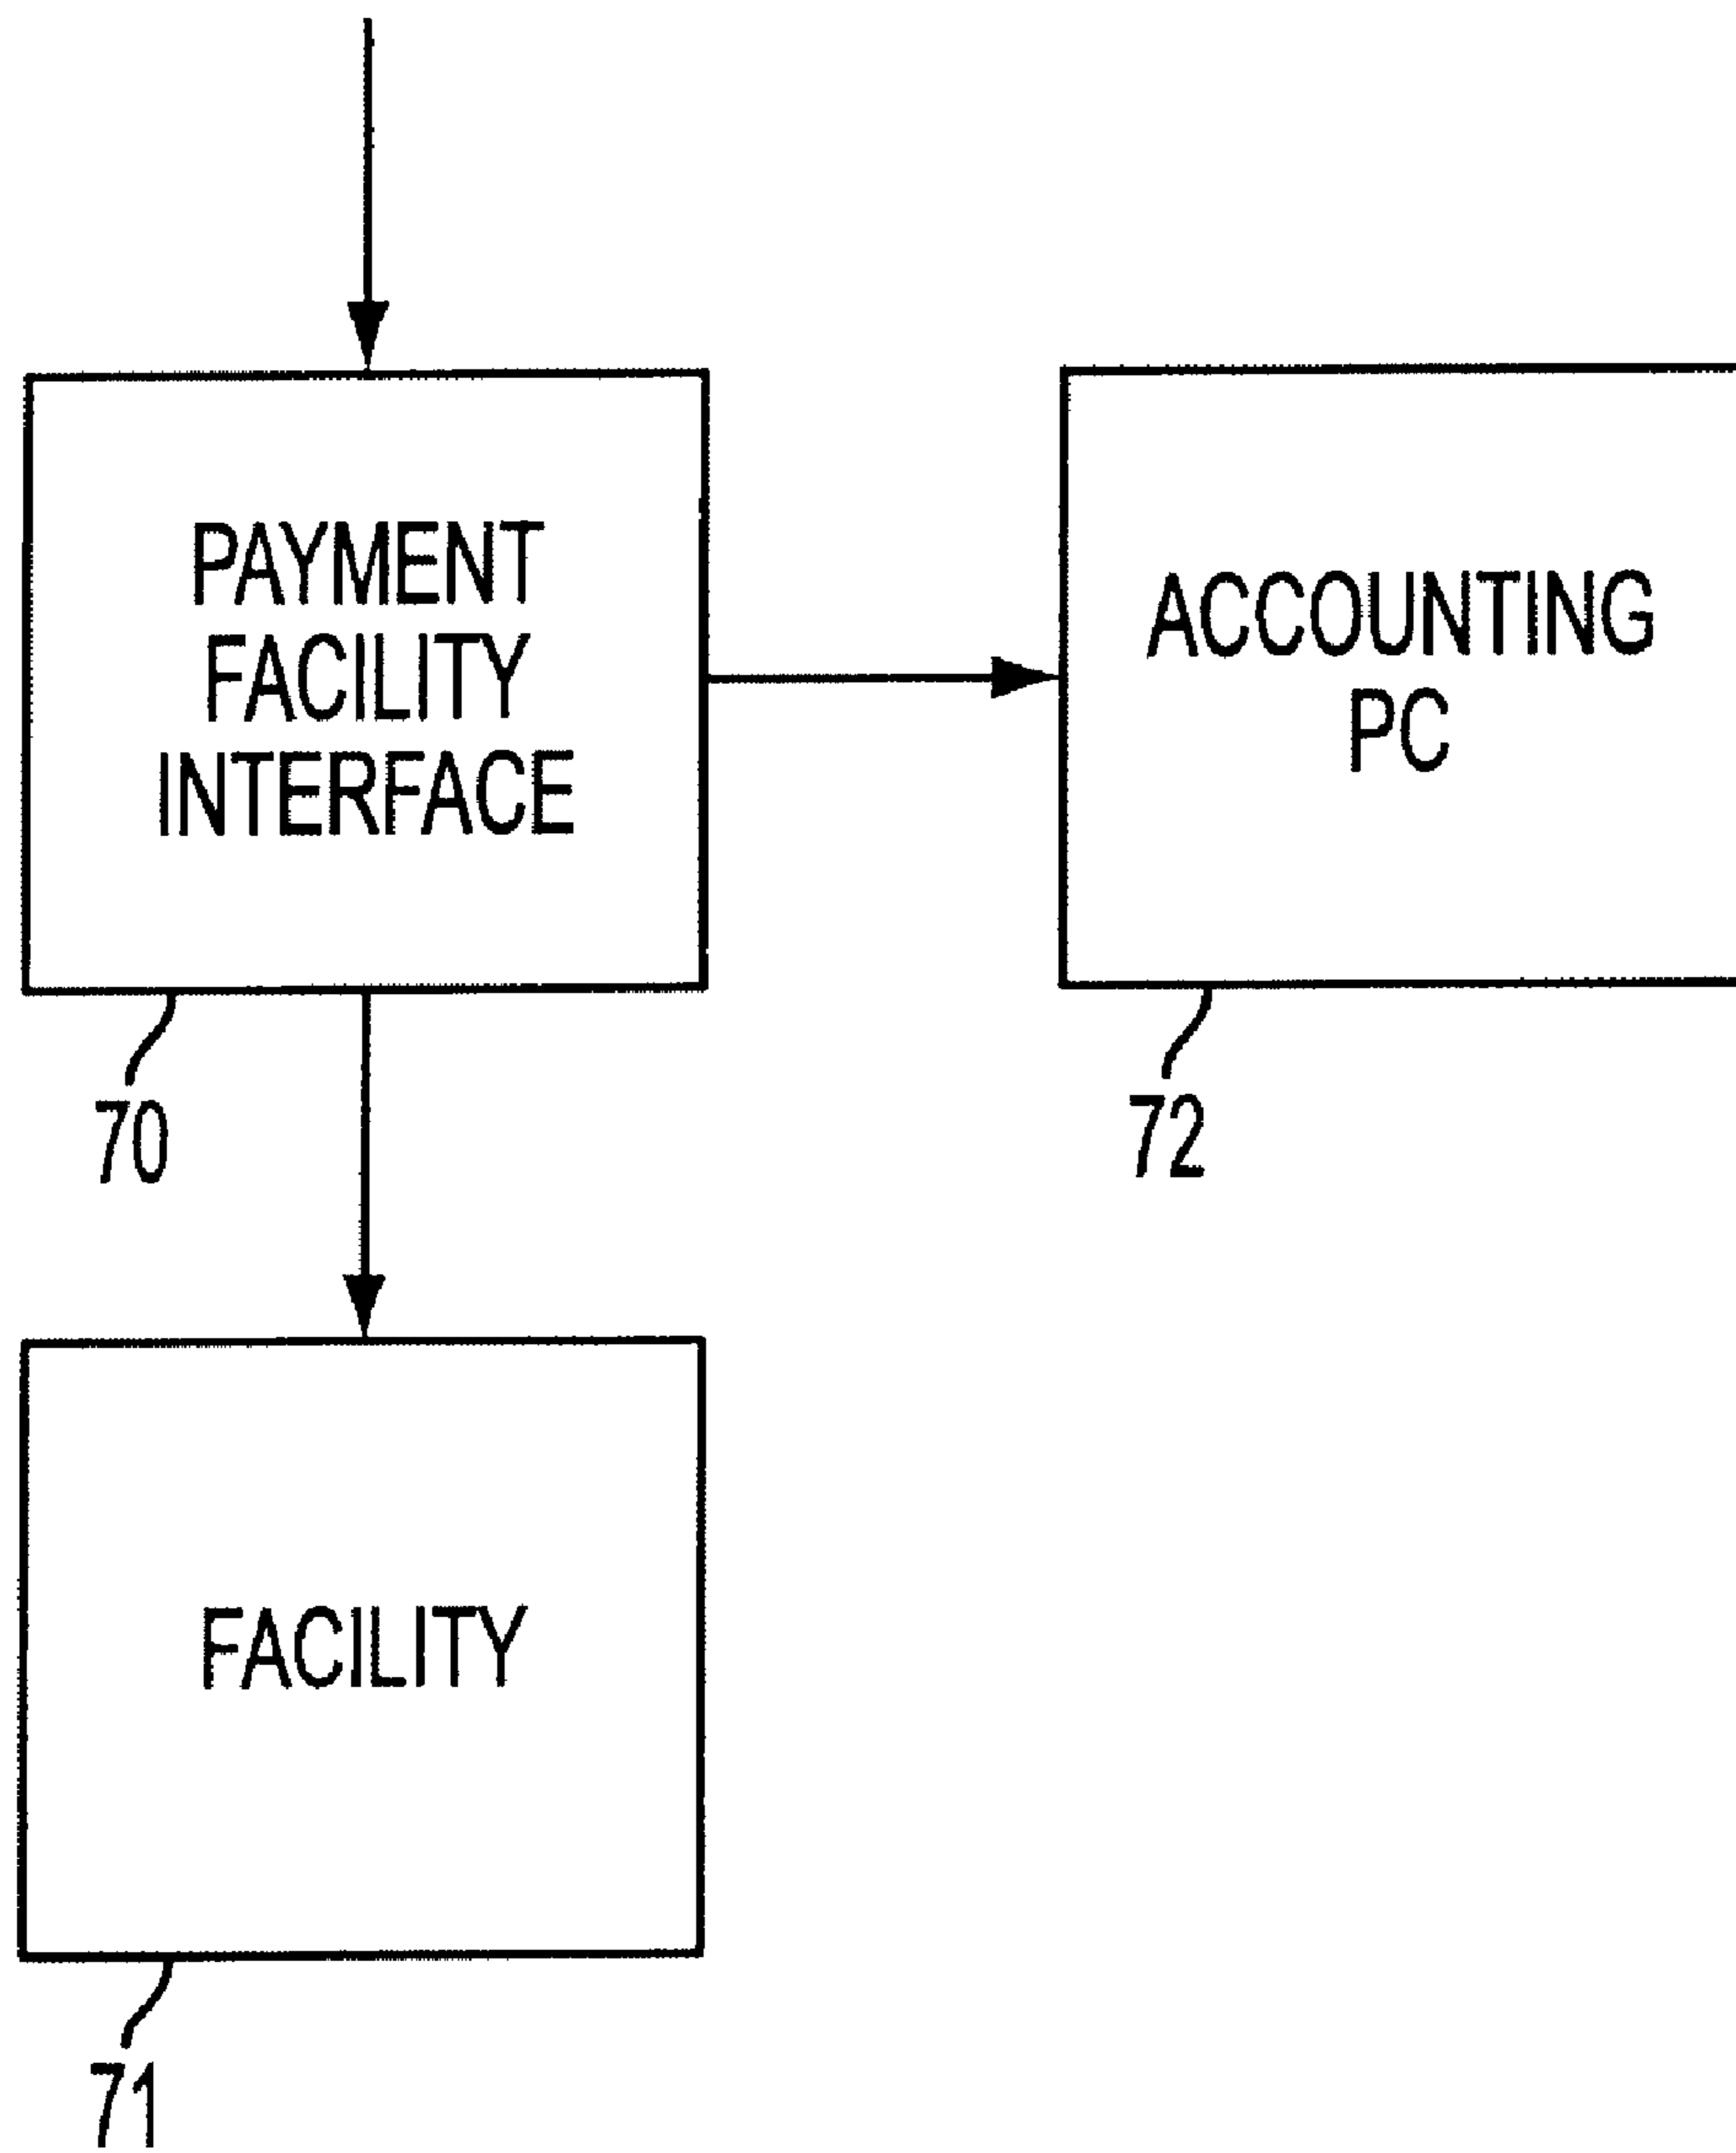 PAYMENT
FACILITY
INTERFACE
70
ACCOUNTING
PC
72
FACILITY
71